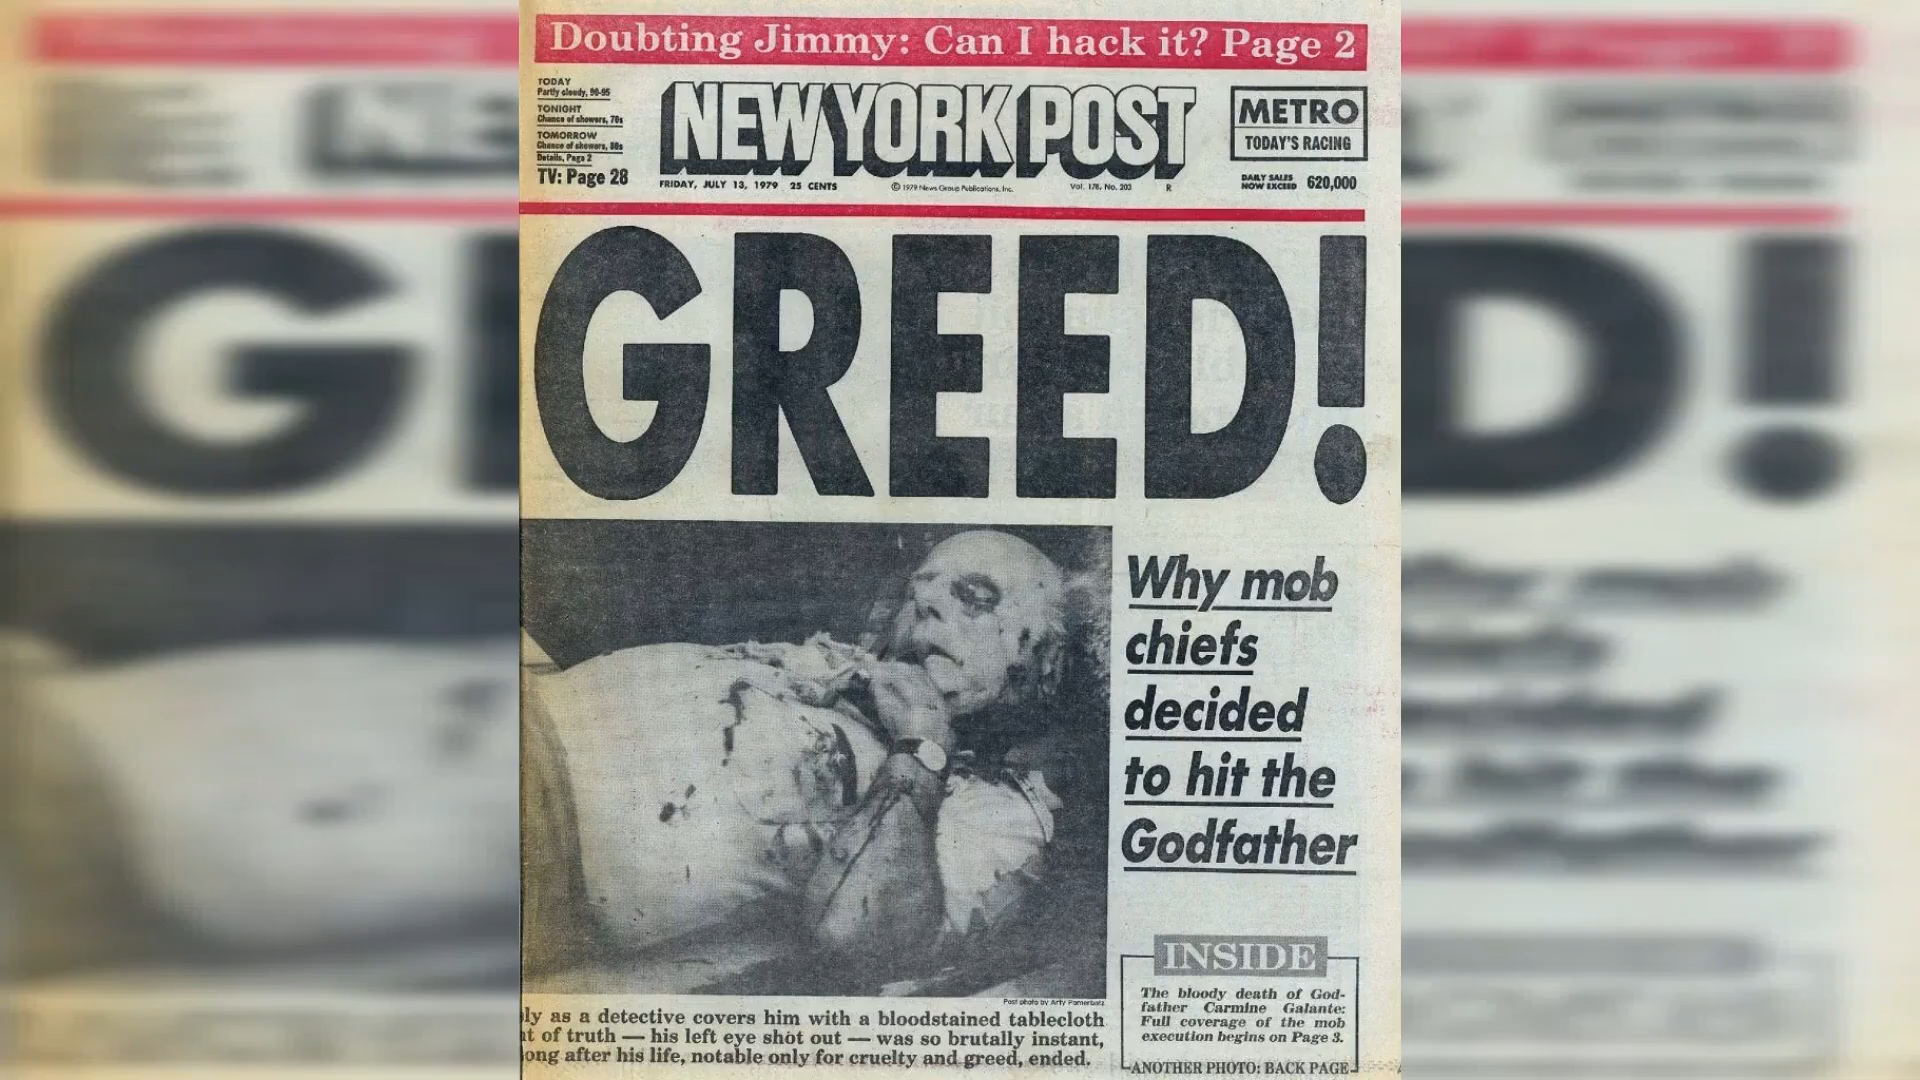 Doubting Jimmy: Can I hack it? Page 2
TODAY
Partly cloudy, 90-95
TONIGHT
Chance of showers, 70s
TOMORROW
Chance of showers, 80s
Details, Page 2
TV: Page 28
NEW YORK POST
METRO
TODAY'S RACING
FRIDAY, JULY 13, 1979 25 CENTS
© 1979 News Group Publications, Inc.
Vol. 178, No. 203
R
DAILY SALES
NOW EXCEED 620,000
GREED!
Why mob
chiefs
decided
to hit the
Godfather
Post photo by Arty Pomerantz
ly as a detective covers him with a bloodstained tablecloth
t of truth — his left eye shot out — was so brutally instant,
ong after his life, notable only for cruelty and greed, ended.
INSIDE
The bloody death of God-
father Carmine Galante:
Full coverage of the mob
execution begins on Page 3.
ANOTHER PHOTO: BACK PAGE